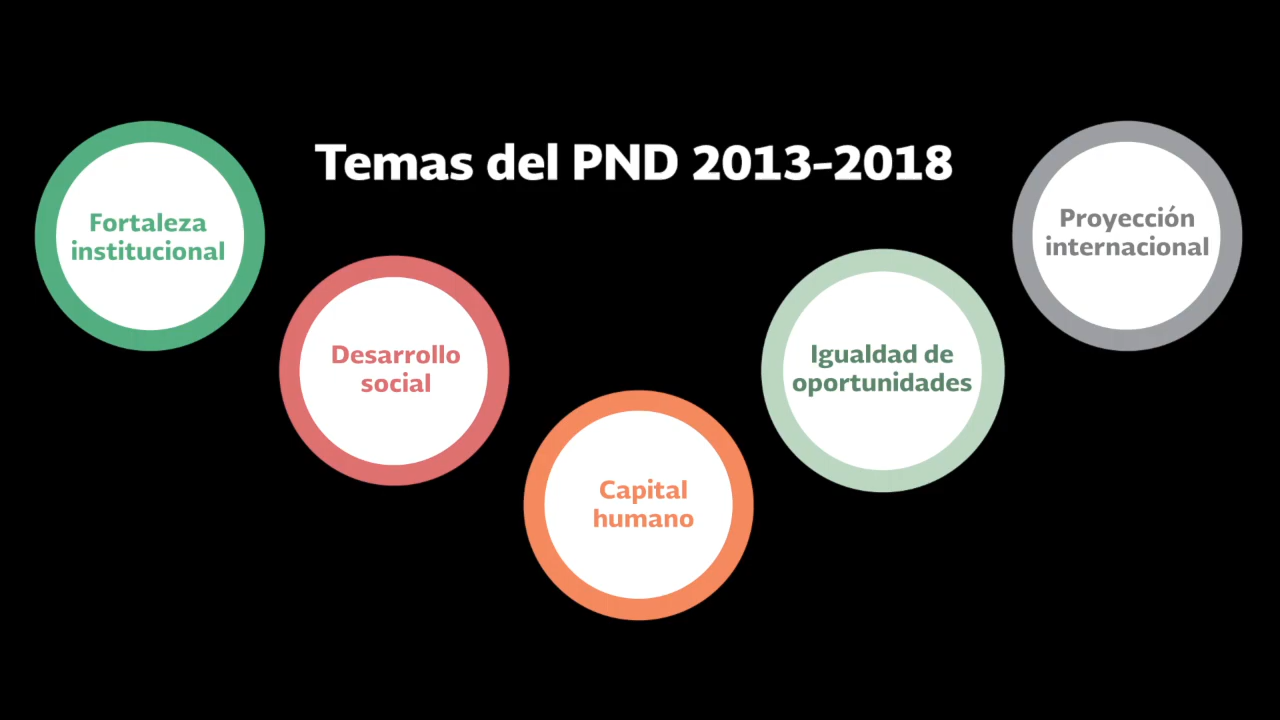 Temas del PND 2013-2018
Fortaleza
institucional
Desarrollo
social
Capital
humano
Igualdad de
oportunidades
Proyección
internacional